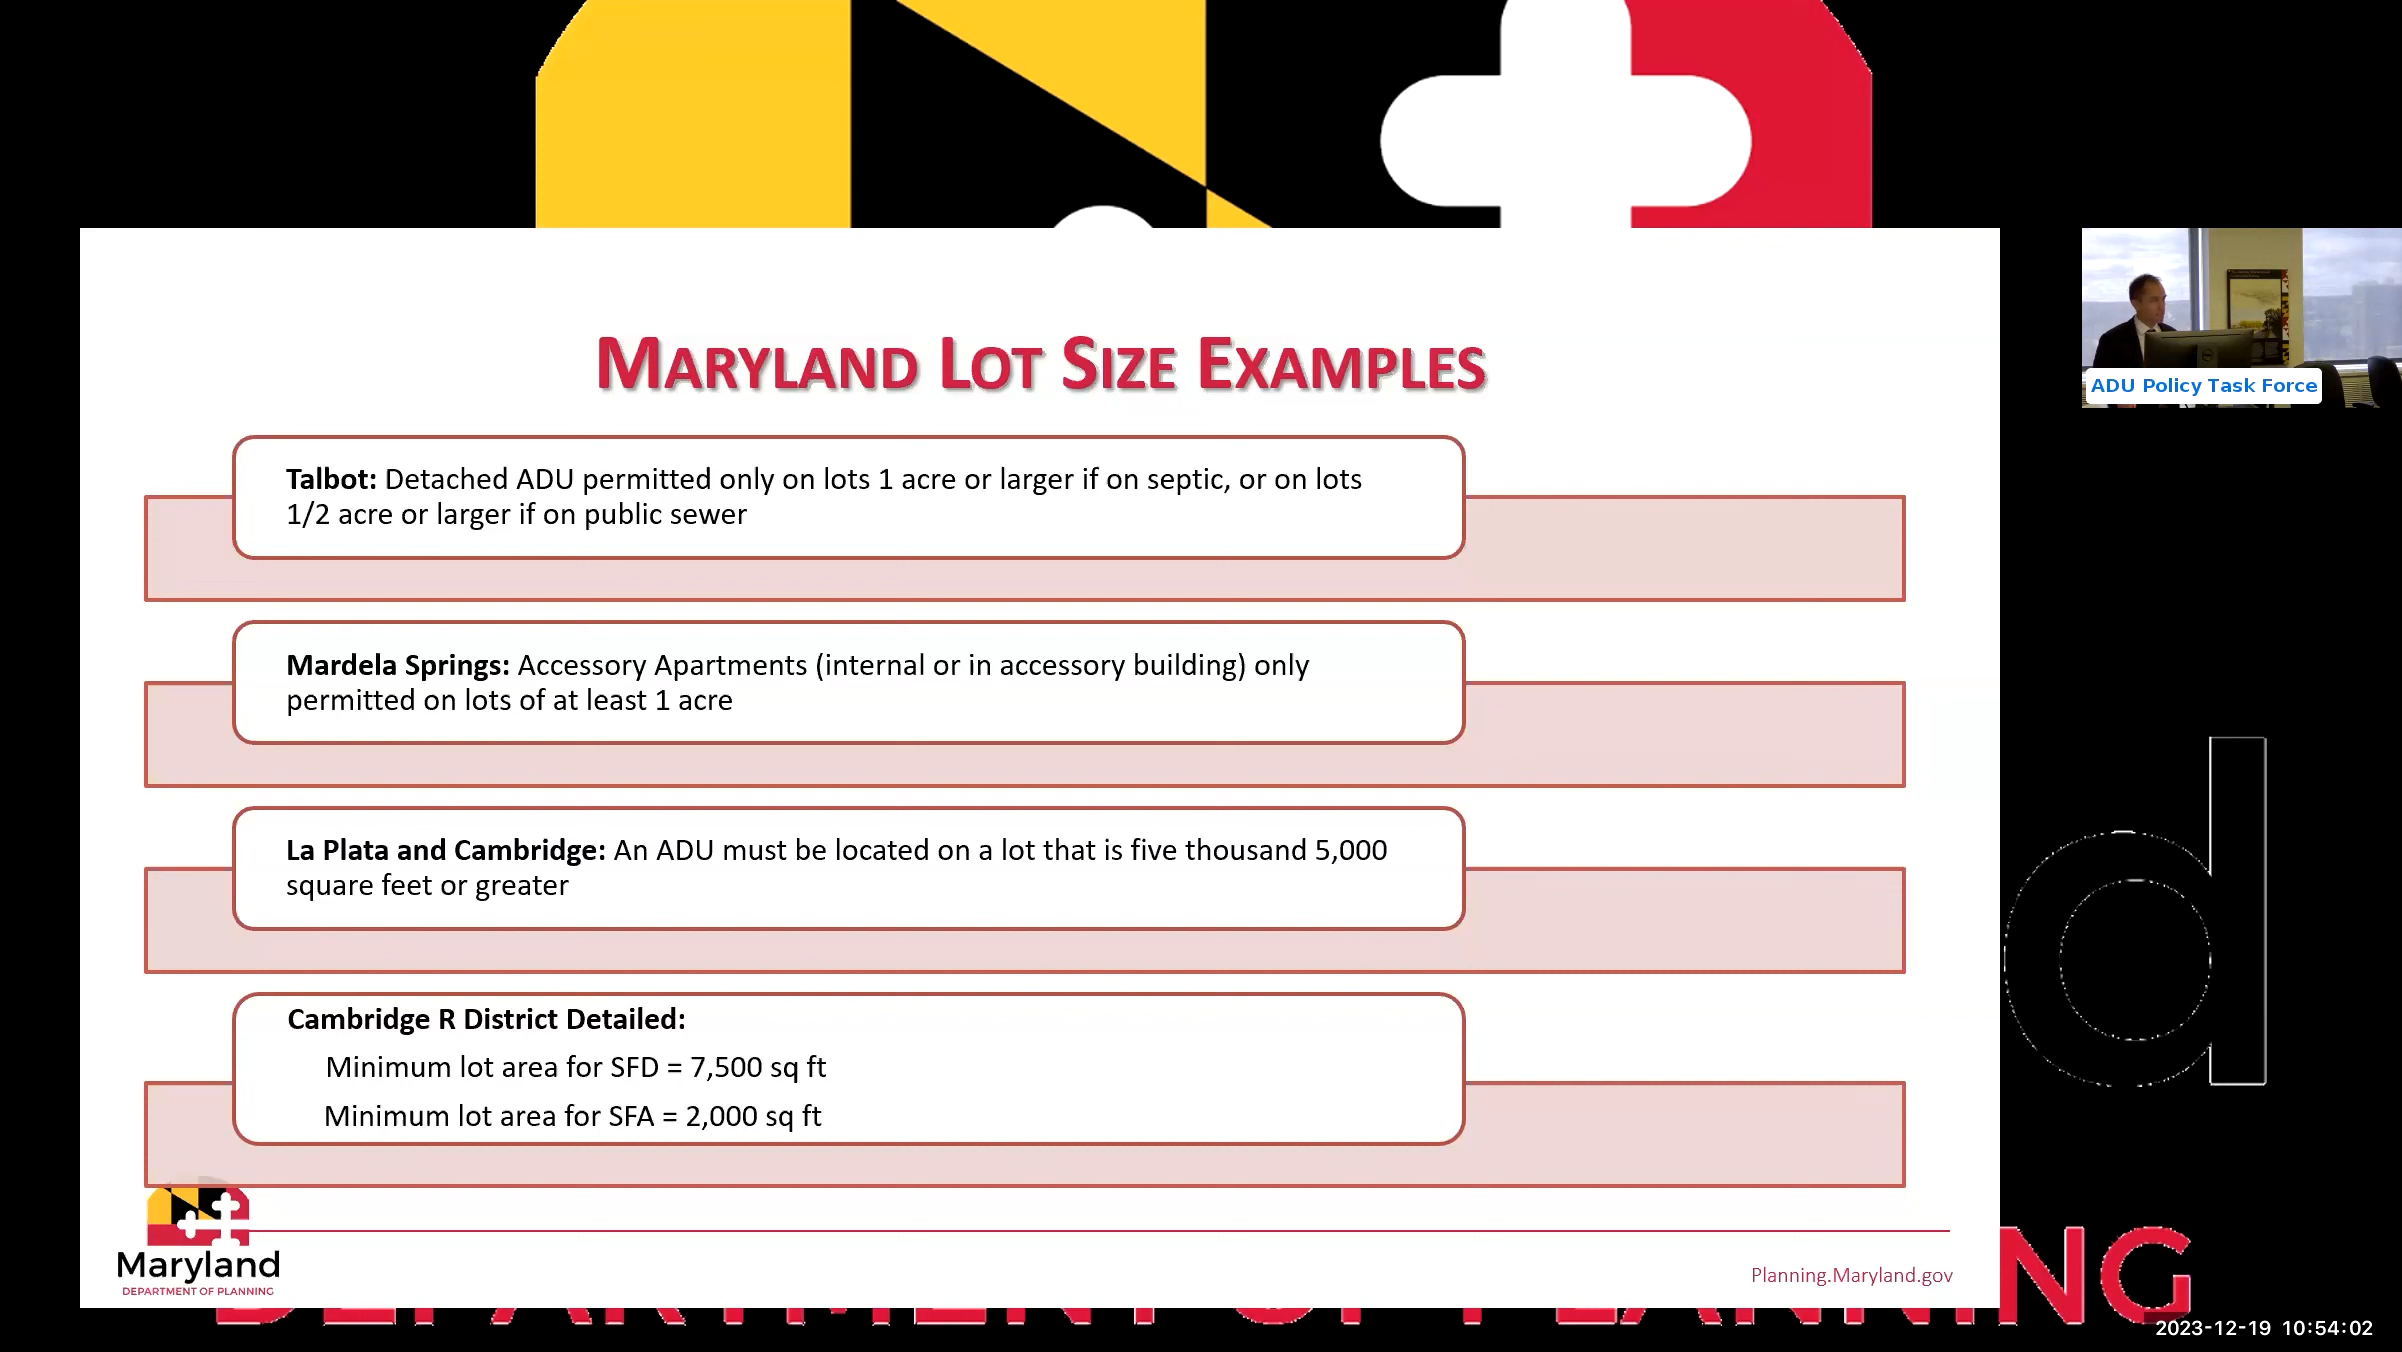 MARYLAND LOT SIZE EXAMPLES
ADU Policy Task Force
Talbot: Detached ADU permitted only on lots 1 acre or larger if on septic, or on lots
1/2 acre or larger if on public sewer
Mardela Springs: Accessory Apartments (internal or in accessory building) only
permitted on lots of at least 1 acre
La Plata and Cambridge: An ADU must be located on a lot that is five thousand 5,000
square feet or greater
Cambridge R District Detailed:
Minimum lot area for SFD = 7,500 sq ft
Minimum lot area for SFA = 2,000 sq ft
d
Maryland
DEPARTMENT OF PLANNING
Planning.Maryland.gov
DEPARTMENT OF PLANNING
2023-12-19 10:54:02